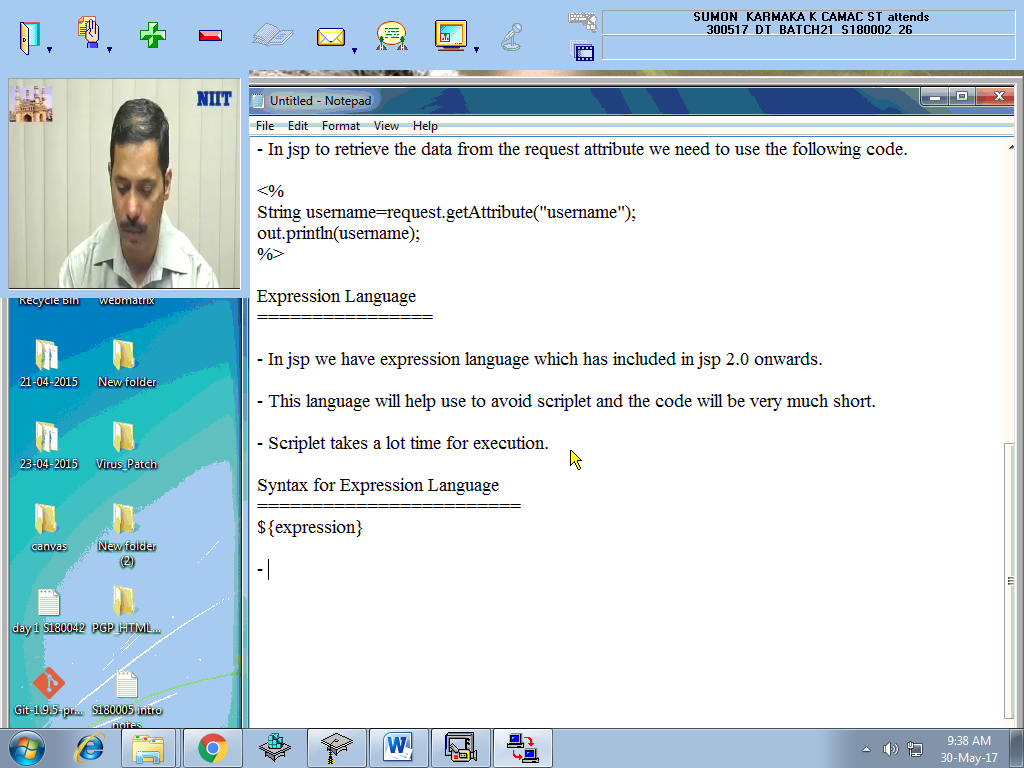 SUMON KARMAKA K CAMAC ST attends
300517_DT_BATCH21_S180002_26
NIIT
Untitled - Notepad
File Edit Format View Help
- In jsp to retrieve the data from the request attribute we need to use the following code.
<%
String username=request.getAttribute("username");
out.println(username);
%>
Expression Language
================
- In jsp we have expression language which has included in jsp 2.0 onwards.
- This language will help use to avoid scriplet and the code will be very much short.
- Scriplet takes a lot time for execution.
Syntax for Expression Language
========================
${expression}
-
Recycle Bin webmatrix
21-04-2015 New folder
23-04-2015 Virus_Patch
canvas New folder
(2)
day 1 S180042 PGP_HTML...
Git-1.9.5-pr... S180005 intro
notes
9:38 AM
30-May-17